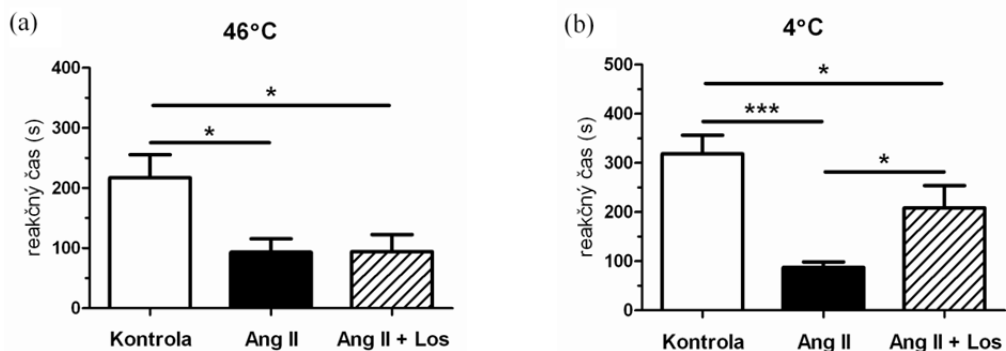 (a)
46°C
reakčný čas (s)
400
300
200
100
0
*
*
Kontrola Ang II Ang II + Los
(b)
4°C
reakčný čas (s)
500
400
300
200
100
0
*
***
*
Kontrola Ang II Ang II + Los